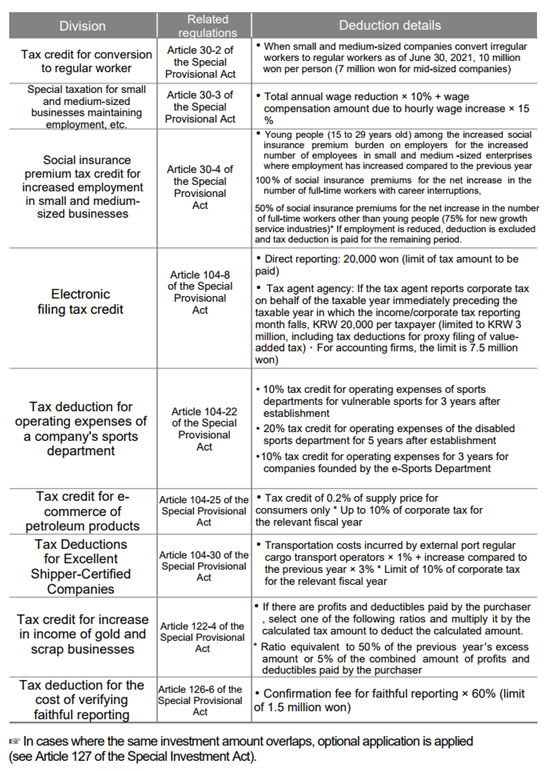 Division
Related
regulations
Deduction details
Tax credit for conversion
to regular worker
Article 30-2 of
the Special
Provisional Act
• When small and medium-sized companies convert irregular
workers to regular workers as of June 30, 2021, 10 million
won per person (7 million won for mid-sized companies)
Special taxation for small
and medium-sized
businesses maintaining
employment, etc.
Article 30-3 of
the Special
Provisional Act
• Total annual wage reduction × 10% + wage
compensation amount due to hourly wage increase × 15
%
Social insurance
premium tax credit for
increased employment
in small and medium-
sized businesses
Article 30-4 of
the Special
Provisional
Act
• Young people (15 to 29 years old) among the increased social
insurance premium burden on employers for the increased
number of employees in small and medium -sized enterprises
where employment has increased compared to the previous year
100% of social insurance premiums for the net increase in the
number of full-time workers with career interruptions,
50% of social insurance premiums for the net increase in the number
of full-time workers other than young people (75% for new growth
service industries)* If employment is reduced, deduction is excluded
and tax deduction is paid for the remaining period.
Electronic
filing tax credit
Article 104-8
of the Special
Provisional
Act
• Direct reporting: 20,000 won (limit of tax amount to be
paid)
• Tax agent agency: If the tax agent reports corporate tax
on behalf of the taxable year immediately preceding the
taxable year in which the income/corporate tax reporting
month falls, KRW 20,000 per taxpayer (limited to KRW 3
million, including tax deductions for proxy filing of value-
added tax)・For accounting firms, the limit is 7.5 million
won)
Tax deduction for
operating expenses of
a company's sports
department
Article 104-22
of the Special
Provisional
Act
• 10% tax credit for operating expenses of sports
departments for vulnerable sports for 3 years after
establishment
• 20% tax credit for operating expenses of the disabled
sports department for 5 years after establishment
•10% tax credit for operating expenses for 3 years for
companies founded by the e-Sports Department
Tax credit for e-
commerce of
petroleum products
Article 104-25 of the
Special Provisional
Act
• Tax credit of 0.2% of supply price for
consumers only * Up to 10% of corporate tax for
the relevant fiscal year
Tax Deductions
for Excellent
Shipper-Certified
Companies
Article 104-30 of the
Special Provisional
Act
• Transportation costs incurred by external port regular
cargo transport operators × 1% + increase compared to
the previous year × 3% * Limit of 10% of corporate tax
for the relevant fiscal year
Tax credit for increase
in income of gold and
scrap businesses
Article 122-4 of the
Special Provisional
Act
• If there are profits and deductibles paid by the purchaser
, select one of the following ratios and multiply it by the
calculated tax amount to deduct the calculated amount.
* Ratio equivalent to 50% of the previous year's excess
amount or 5% of the combined amount of profits and
deductibles paid by the purchaser
Tax deduction for the
cost of verifying
faithful reporting
Article 126-6 of the
Special Provisional
Act
• Confirmation fee for faithful reporting × 60% (limit
of 1.5 million won)
☞ In cases where the same investment amount overlaps, optional application is applied
(see Article 127 of the Special Investment Act).